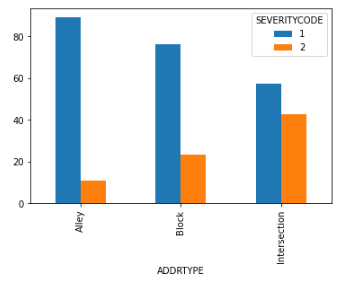 SEVERITYCODE
1
2
80
60
40
20
0
Alley
Block
Intersection
ADDRTYPE